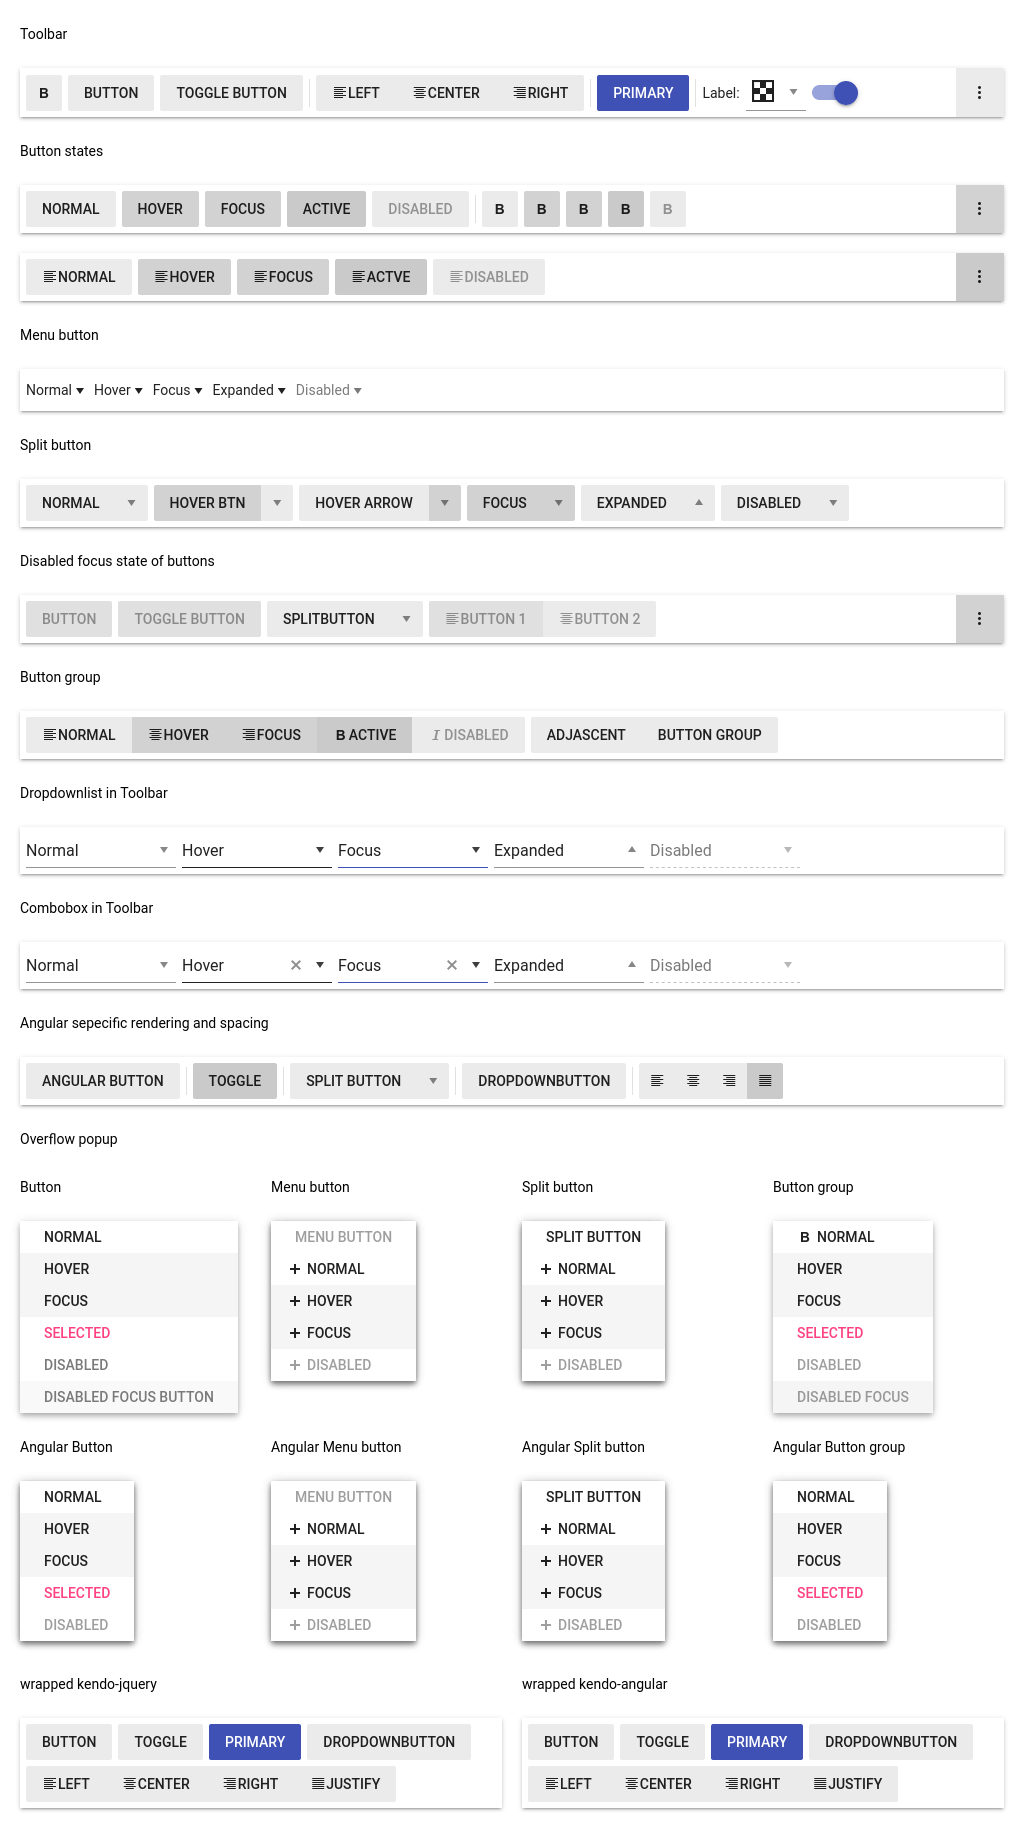 Toolbar
B BUTTON TOGGLE BUTTON LEFT CENTER RIGHT PRIMARY Label:
Button states
NORMAL HOVER FOCUS ACTIVE DISABLED B B B B B
NORMAL HOVER FOCUS ACTVE DISABLED
Menu button
Normal Hover Focus Expanded Disabled
Split button
NORMAL HOVER BTN HOVER ARROW FOCUS EXPANDED DISABLED
Disabled focus state of buttons
BUTTON TOGGLE BUTTON SPLITBUTTON BUTTON 1 BUTTON 2
Button group
NORMAL HOVER FOCUS B ACTIVE I DISABLED ADJASCENT BUTTON GROUP
Dropdownlist in Toolbar
Normal Hover Focus Expanded Disabled
Combobox in Toolbar
Normal Hover Focus Expanded Disabled
Angular sepecific rendering and spacing
ANGULAR BUTTON TOGGLE SPLIT BUTTON DROPDOWNBUTTON
Overflow popup
Button Menu button Split button Button group
NORMAL MENU BUTTON SPLIT BUTTON B NORMAL
HOVER NORMAL NORMAL HOVER
FOCUS HOVER HOVER FOCUS
SELECTED FOCUS FOCUS SELECTED
DISABLED DISABLED DISABLED DISABLED
DISABLED FOCUS BUTTON DISABLED FOCUS
Angular Button Angular Menu button Angular Split button Angular Button group
NORMAL MENU BUTTON SPLIT BUTTON NORMAL
HOVER NORMAL NORMAL HOVER
FOCUS HOVER HOVER FOCUS
SELECTED FOCUS FOCUS SELECTED
DISABLED DISABLED DISABLED DISABLED
wrapped kendo-jquery wrapped kendo-angular
BUTTON TOGGLE PRIMARY DROPDOWNBUTTON BUTTON TOGGLE PRIMARY DROPDOWNBUTTON
LEFT CENTER RIGHT JUSTIFY LEFT CENTER RIGHT JUSTIFY